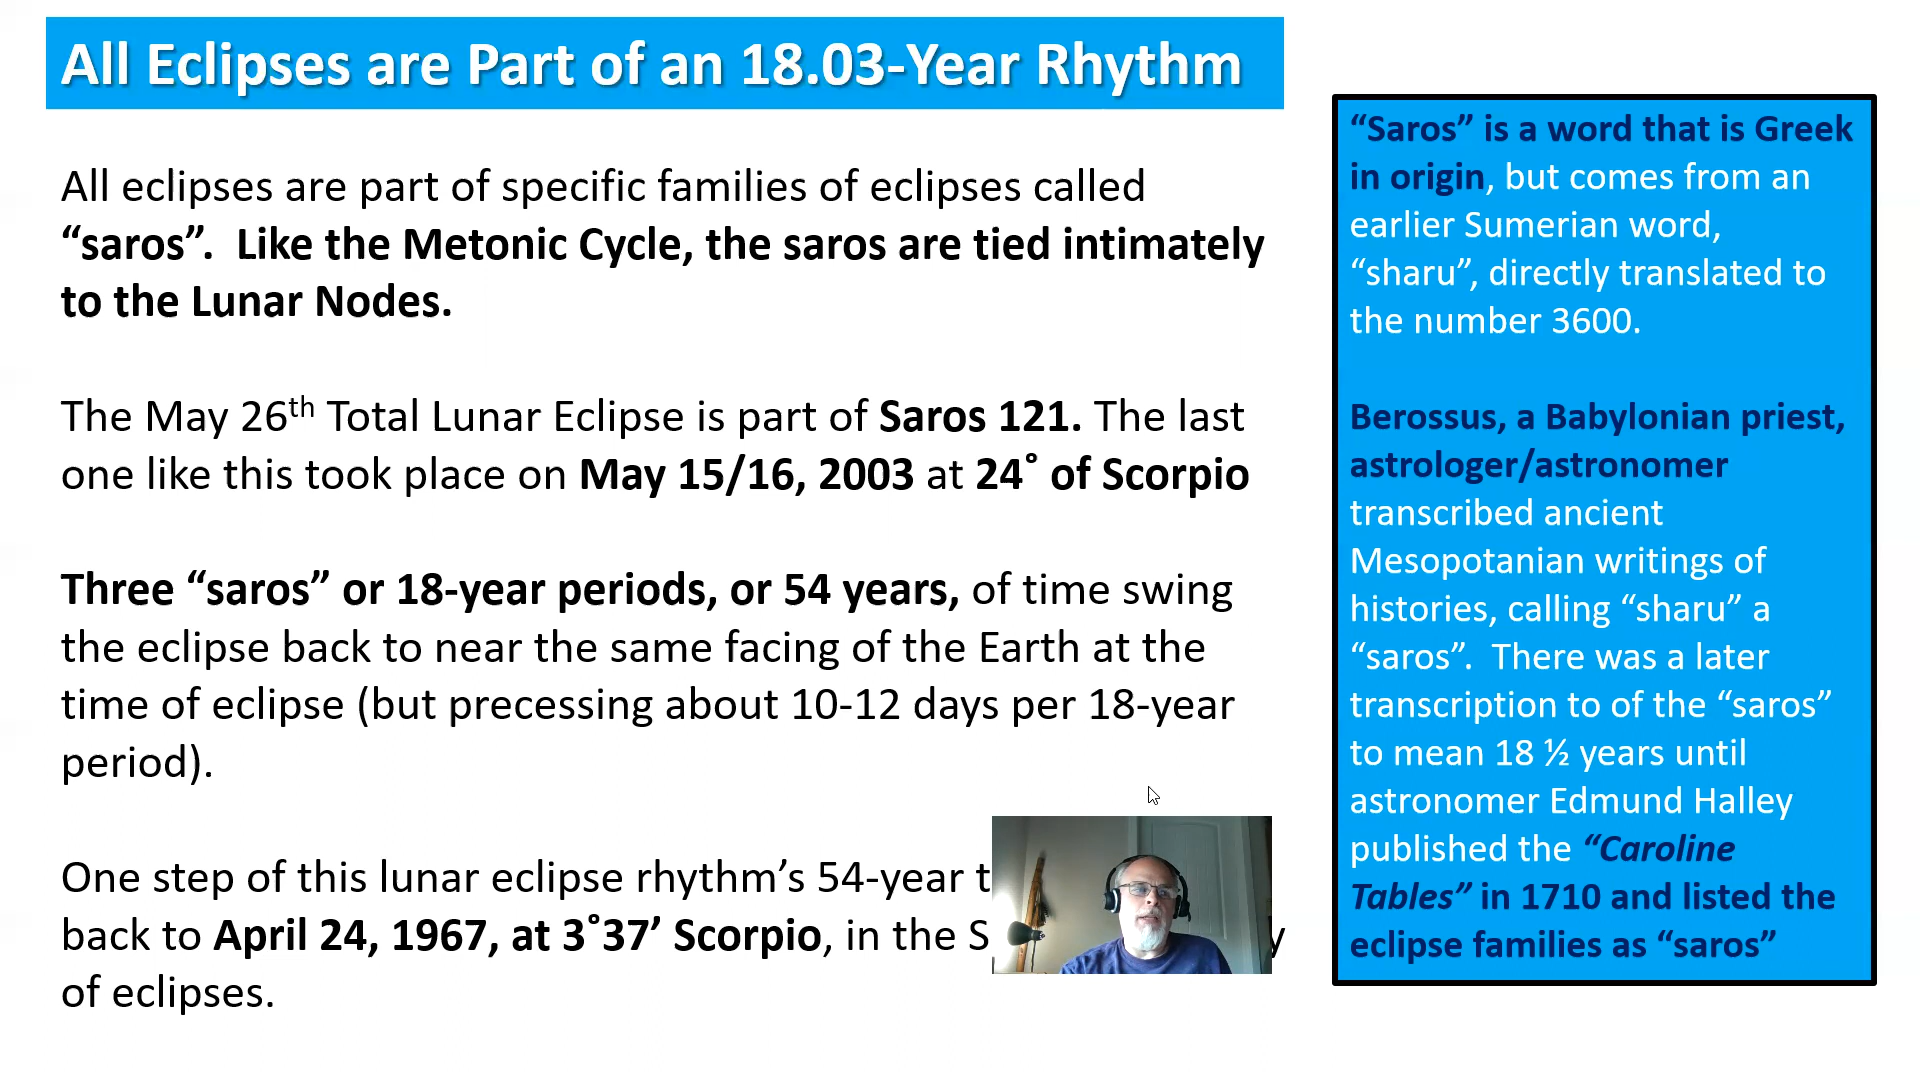 All Eclipses are Part of an 18.03-Year Rhythm
All eclipses are part of specific families of eclipses called
“saros”.  Like the Metonic Cycle, the saros are tied intimately
to the Lunar Nodes.
The May 26th Total Lunar Eclipse is part of Saros 121. The last
one like this took place on May 15/16, 2003 at 24˚ of Scorpio
Three “saros” or 18-year periods, or 54 years, of time swing
the eclipse back to near the same facing of the Earth at the
time of eclipse (but precessing about 10-12 days per 18-year
period).
One step of this lunar eclipse rhythm’s 54-year
back to April 24, 1967, at 3˚37’ Scorpio, in the
of eclipses.
“Saros” is a word that is Greek
in origin, but comes from an
earlier Sumerian word,
“sharu”, directly translated to
the number 3600.
Berossus, a Babylonian priest,
astrologer/astronomer
transcribed ancient
Mesopotanian writings of
histories, calling “sharu” a
“saros”.  There was a later
transcription to of the “saros”
to mean 18 ½ years until
astronomer Edmund Halley
published the “Caroline
Tables” in 1710 and listed the
eclipse families as “saros”